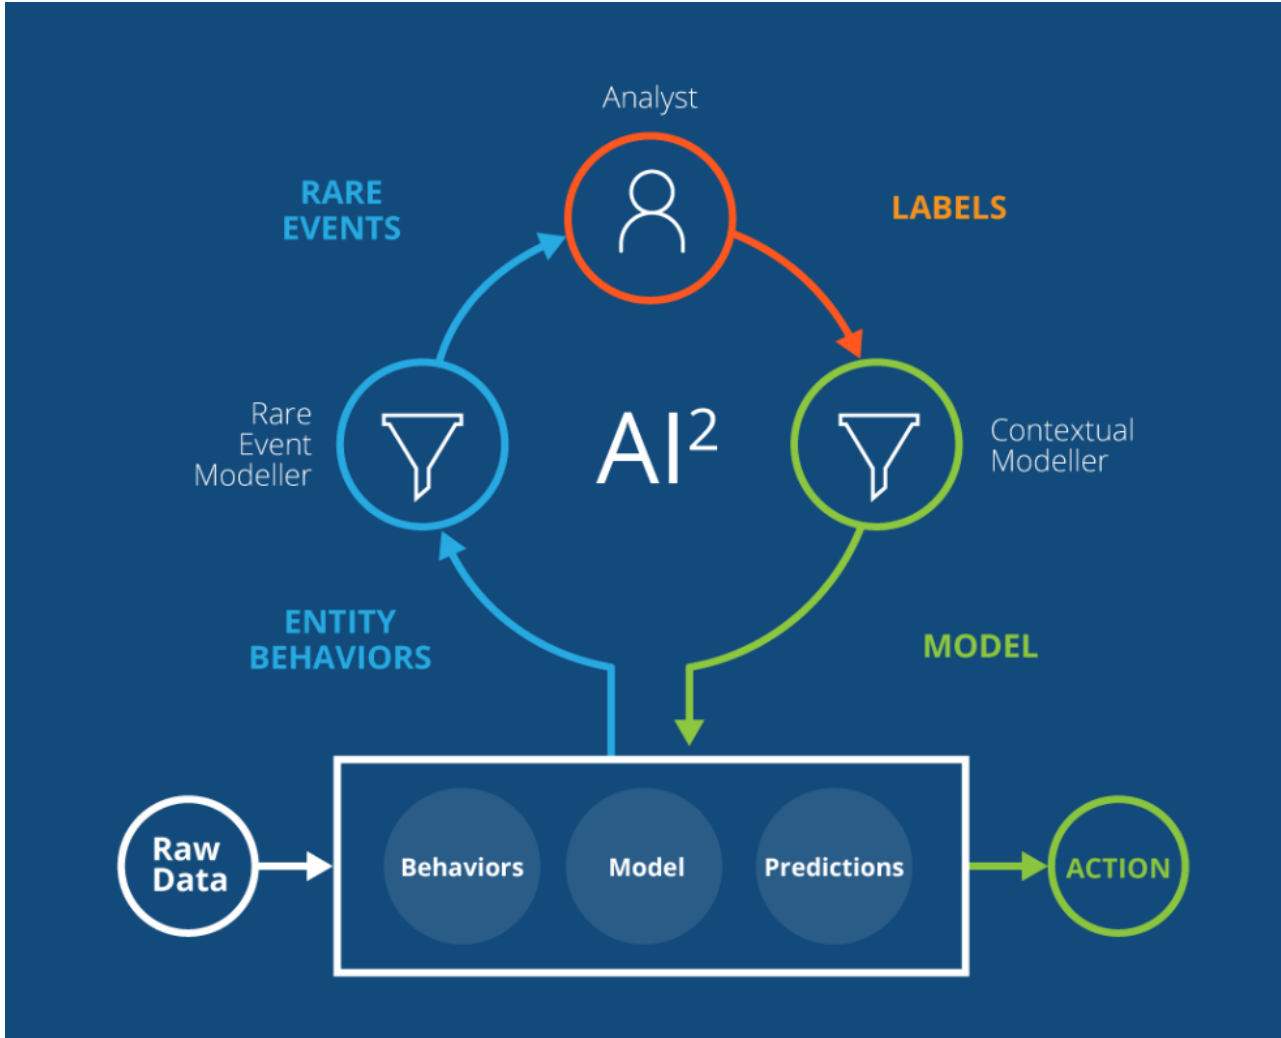 Analyst
RARE
EVENTS
LABELS
Rare
Event
Modeller
AI²
Contextual
Modeller
ENTITY
BEHAVIORS
MODEL
Raw
Data
Behaviors
Model
Predictions
ACTION